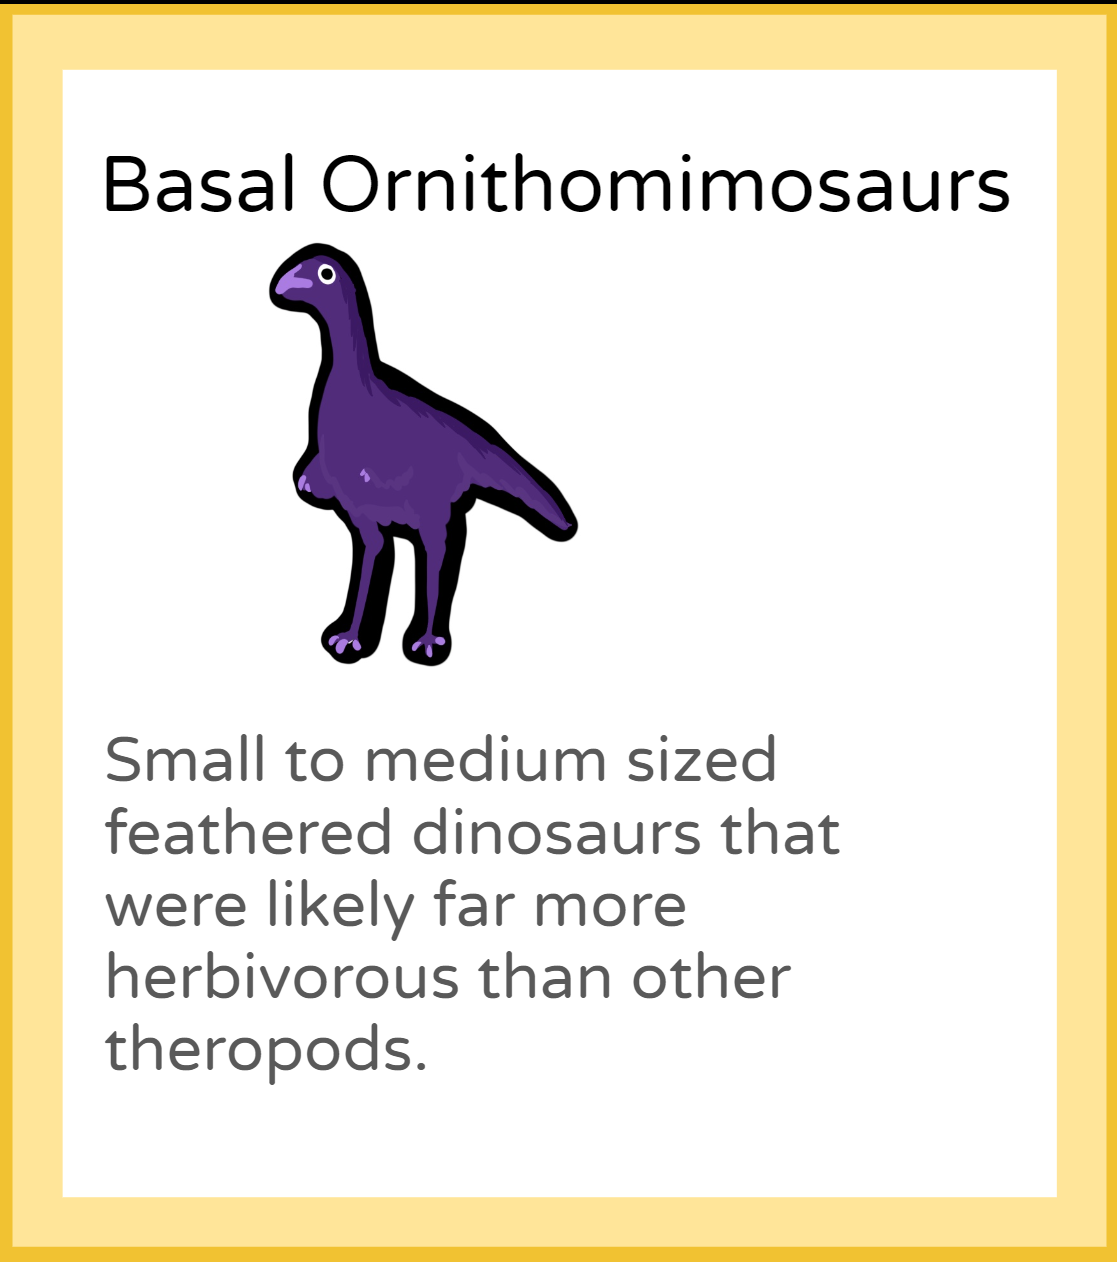 Basal Ornithomimosaurs
Small to medium sized
feathered dinosaurs that
were likely far more
herbivorous than other
theropods.